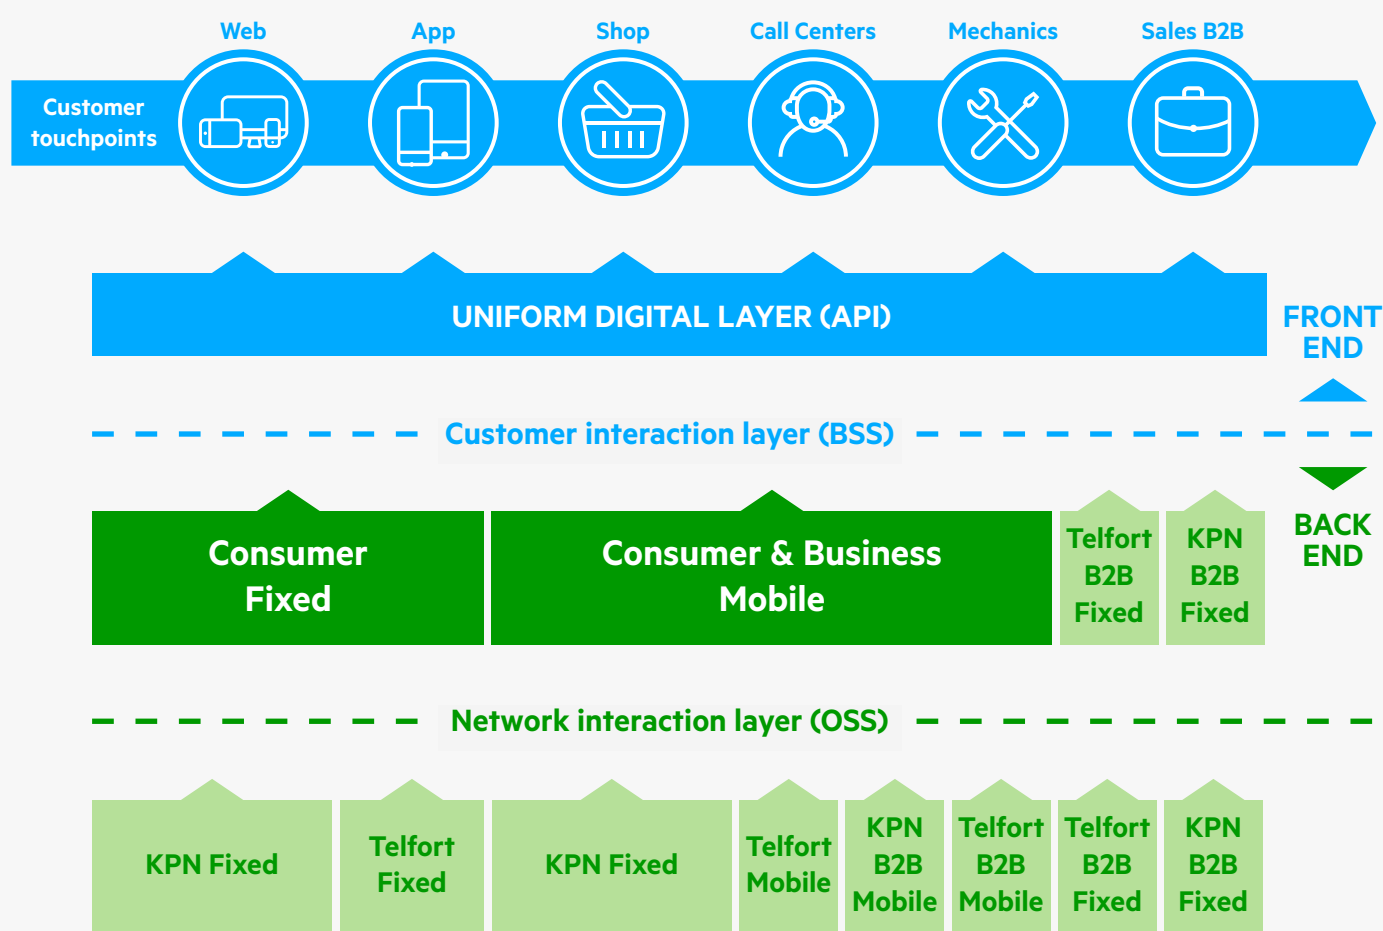 Web
App
Shop
Call Centers
Mechanics
Sales B2B
Customer
touchpoints
UNIFORM DIGITAL LAYER (API)
FRONT
END
Customer interaction layer (BSS)
BACK
END
Consumer
Fixed
Consumer & Business
Mobile
Telfort
B2B
Fixed
KPN
B2B
Fixed
Network interaction layer (OSS)
KPN Fixed
Telfort
Fixed
KPN Fixed
Telfort
Mobile
KPN
B2B
Mobile
Telfort
B2B
Mobile
Telfort
B2B
Fixed
KPN
B2B
Fixed